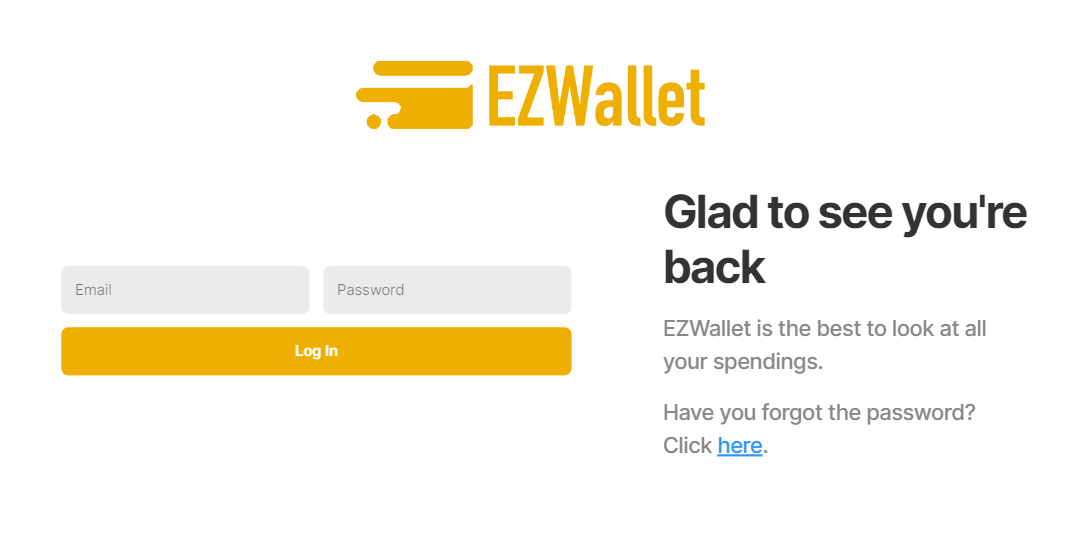 EZWallet
Email
Password
Log In
Glad to see you're
back
EZWallet is the best to look at all
your spendings.
Have you forgot the password?
Click here.